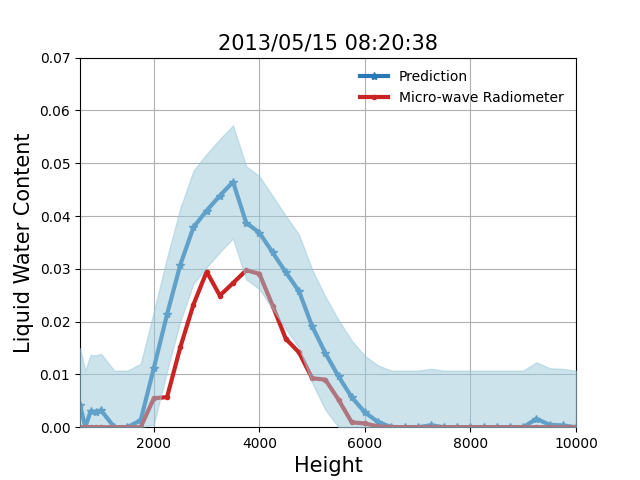 2013/05/15 08:20:38
Prediction
Micro-wave Radiometer
Liquid Water Content
0.07
0.06
0.05
0.04
0.03
0.02
0.01
0.00
2000 4000 6000 8000 10000
Height